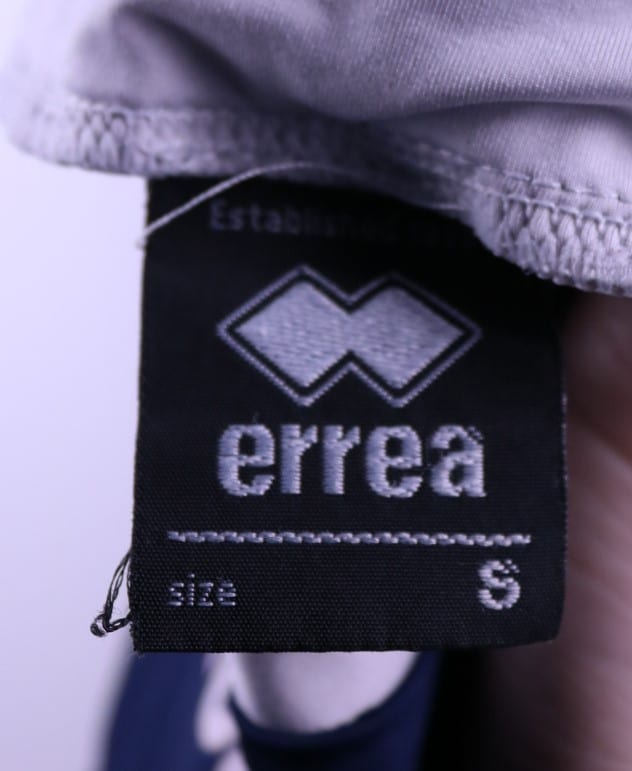 Established
errea
size S